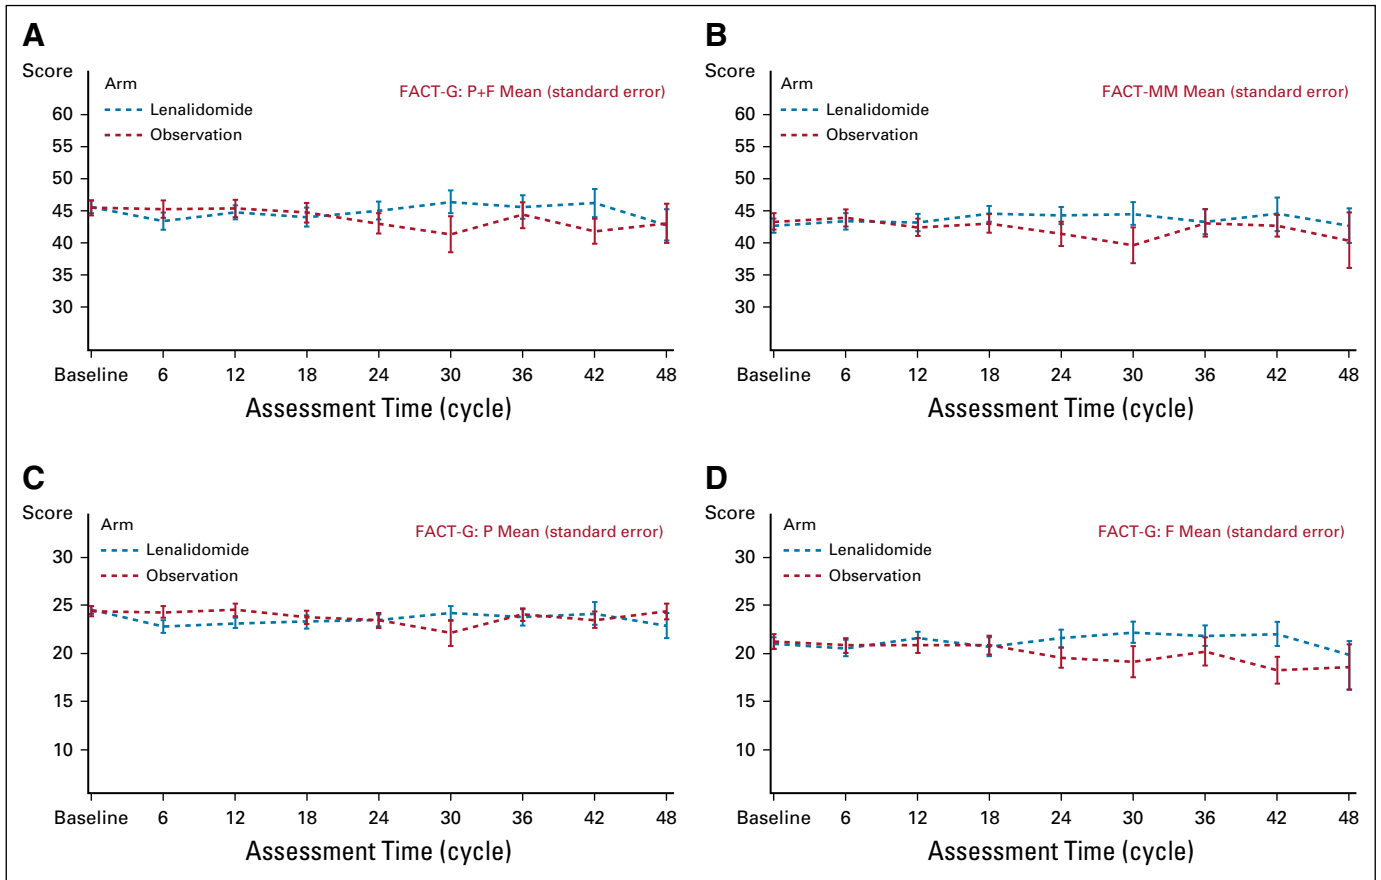 A
Score
Arm
FACT-G: P+F Mean (standard error)
Lenalidomide
Observation
60
55
50
45
40
35
30
Baseline 6 12 18 24 30 36 42 48
Assessment Time (cycle)
B
Score
Arm
FACT-MM Mean (standard error)
Lenalidomide
Observation
60
55
50
45
40
35
30
Baseline 6 12 18 24 30 36 42 48
Assessment Time (cycle)
C
Score
Arm
FACT-G: P Mean (standard error)
Lenalidomide
Observation
30
25
20
15
10
Baseline 6 12 18 24 30 36 42 48
Assessment Time (cycle)
D
Score
Arm
FACT-G: F Mean (standard error)
Lenalidomide
Observation
30
25
20
15
10
Baseline 6 12 18 24 30 36 42 48
Assessment Time (cycle)